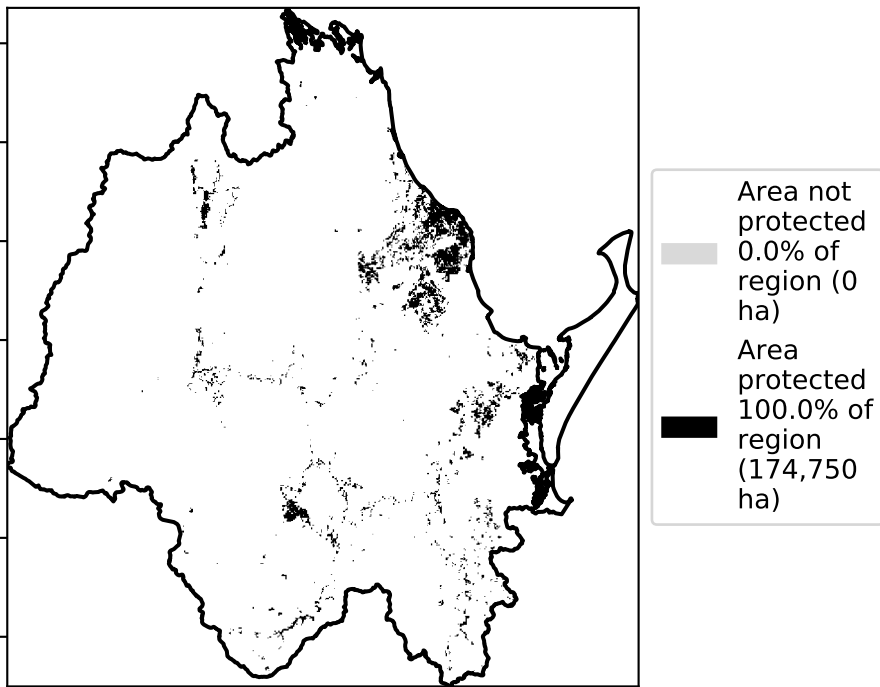 Area not
protected
0.0% of
region (0
ha)
Area
protected
100.0% of
region
(174,750
ha)